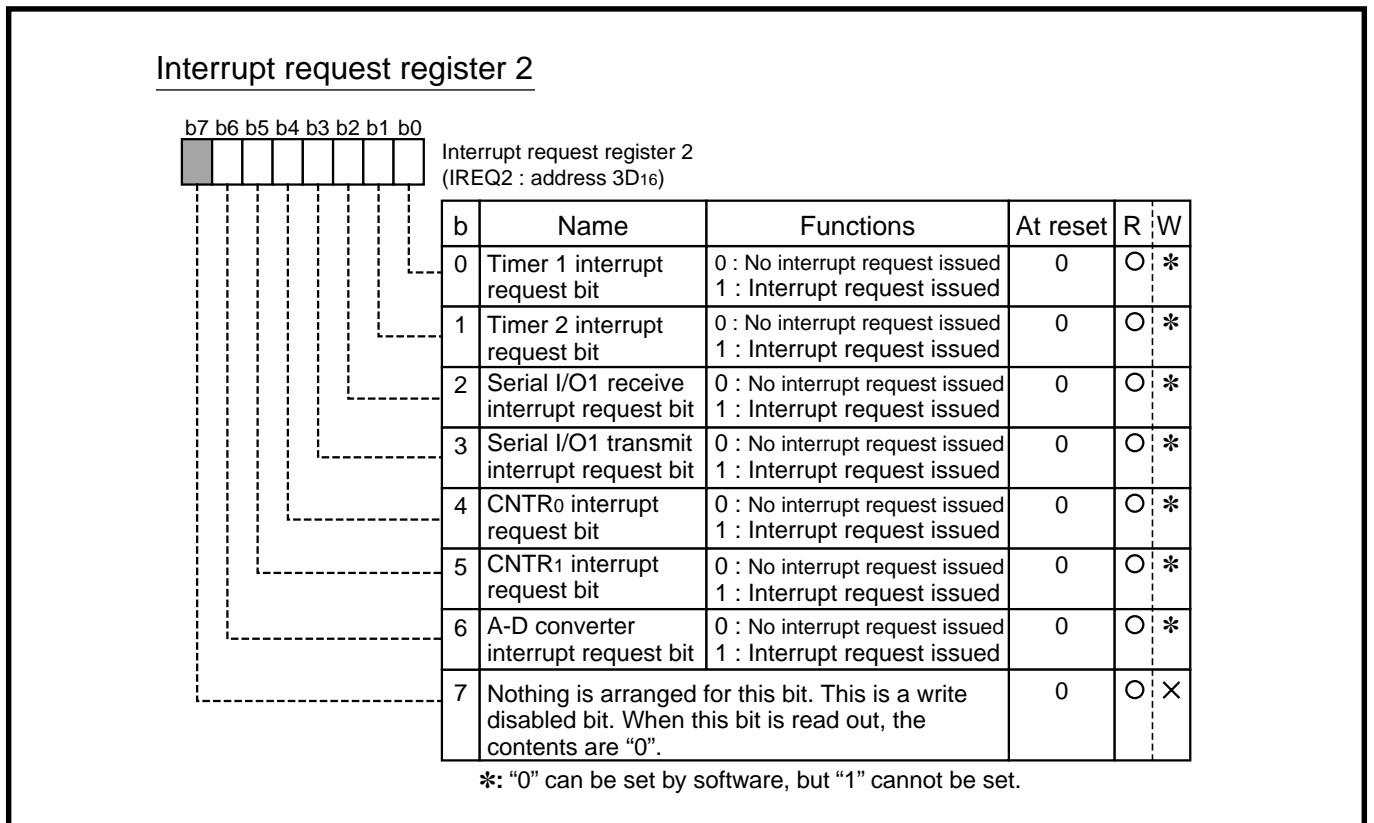 Interrupt request register 2
b7 b6 b5 b4 b3 b2 b1 b0
Interrupt request register 2
(IREQ2 : address 3D16)
b Name Functions At reset R W
0 Timer 1 interrupt 0 : No interrupt request issued 0 O ✻
request bit 1 : Interrupt request issued
1 Timer 2 interrupt 0 : No interrupt request issued 0 O ✻
request bit 1 : Interrupt request issued
2 Serial I/O1 receive 0 : No interrupt request issued 0 O ✻
interrupt request bit 1 : Interrupt request issued
3 Serial I/O1 transmit 0 : No interrupt request issued 0 O ✻
interrupt request bit 1 : Interrupt request issued
4 CNTR0 interrupt 0 : No interrupt request issued 0 O ✻
request bit 1 : Interrupt request issued
5 CNTR1 interrupt 0 : No interrupt request issued 0 O ✻
request bit 1 : Interrupt request issued
6 A-D converter 0 : No interrupt request issued 0 O ✻
interrupt request bit 1 : Interrupt request issued
7 Nothing is arranged for this bit. This is a write 0 O ×
disabled bit. When this bit is read out, the
contents are “0”.
✻: “0” can be set by software, but “1” cannot be set.